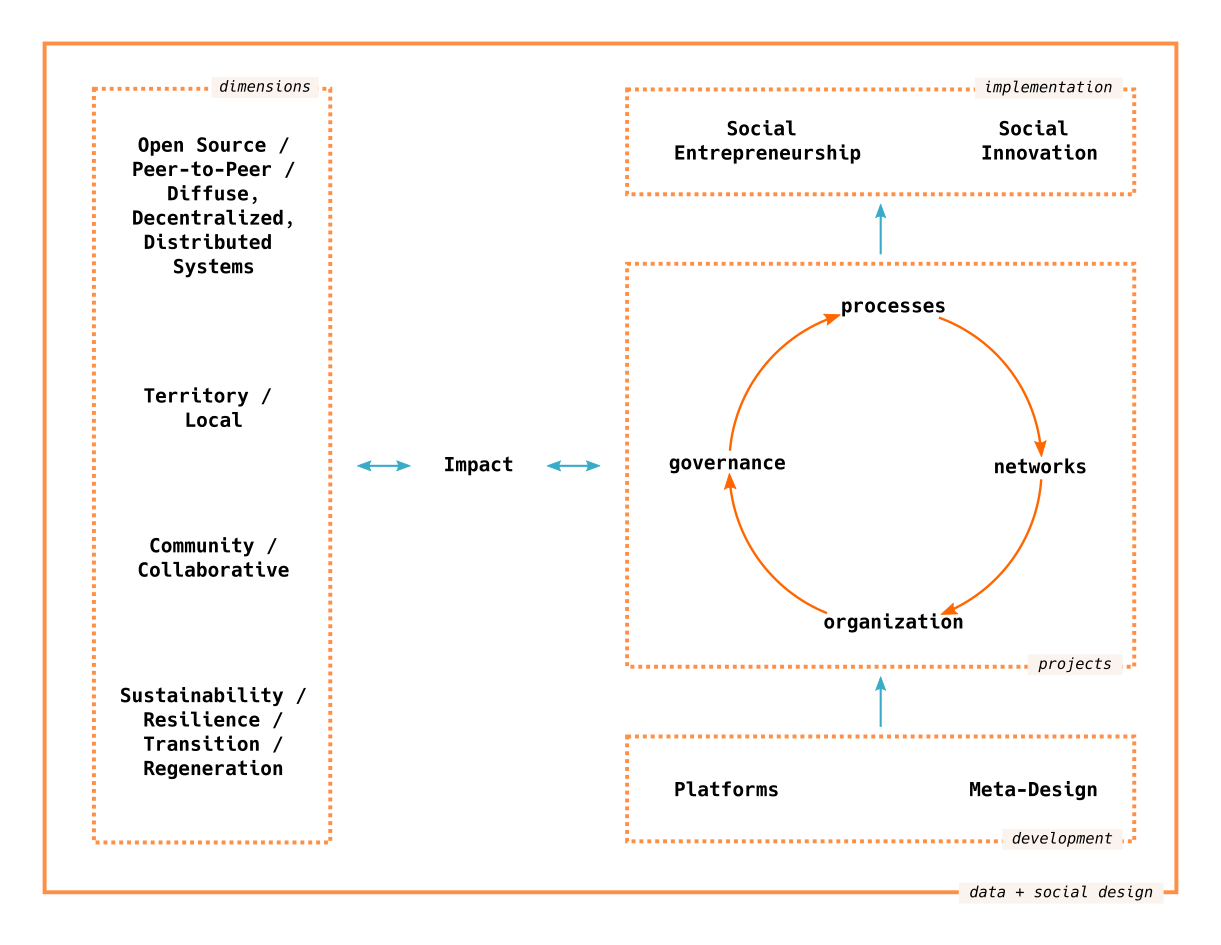 dimensions
Open Source /
Peer-to-Peer /
Diffuse,
Decentralized,
Distributed
Systems
Territory /
Local
Community /
Collaborative
Sustainability /
Resilience /
Transition /
Regeneration
Impact
implementation
Social
Entrepreneurship
Social
Innovation
processes
governance
networks
organization
projects
Platforms
Meta-Design
development
data + social design